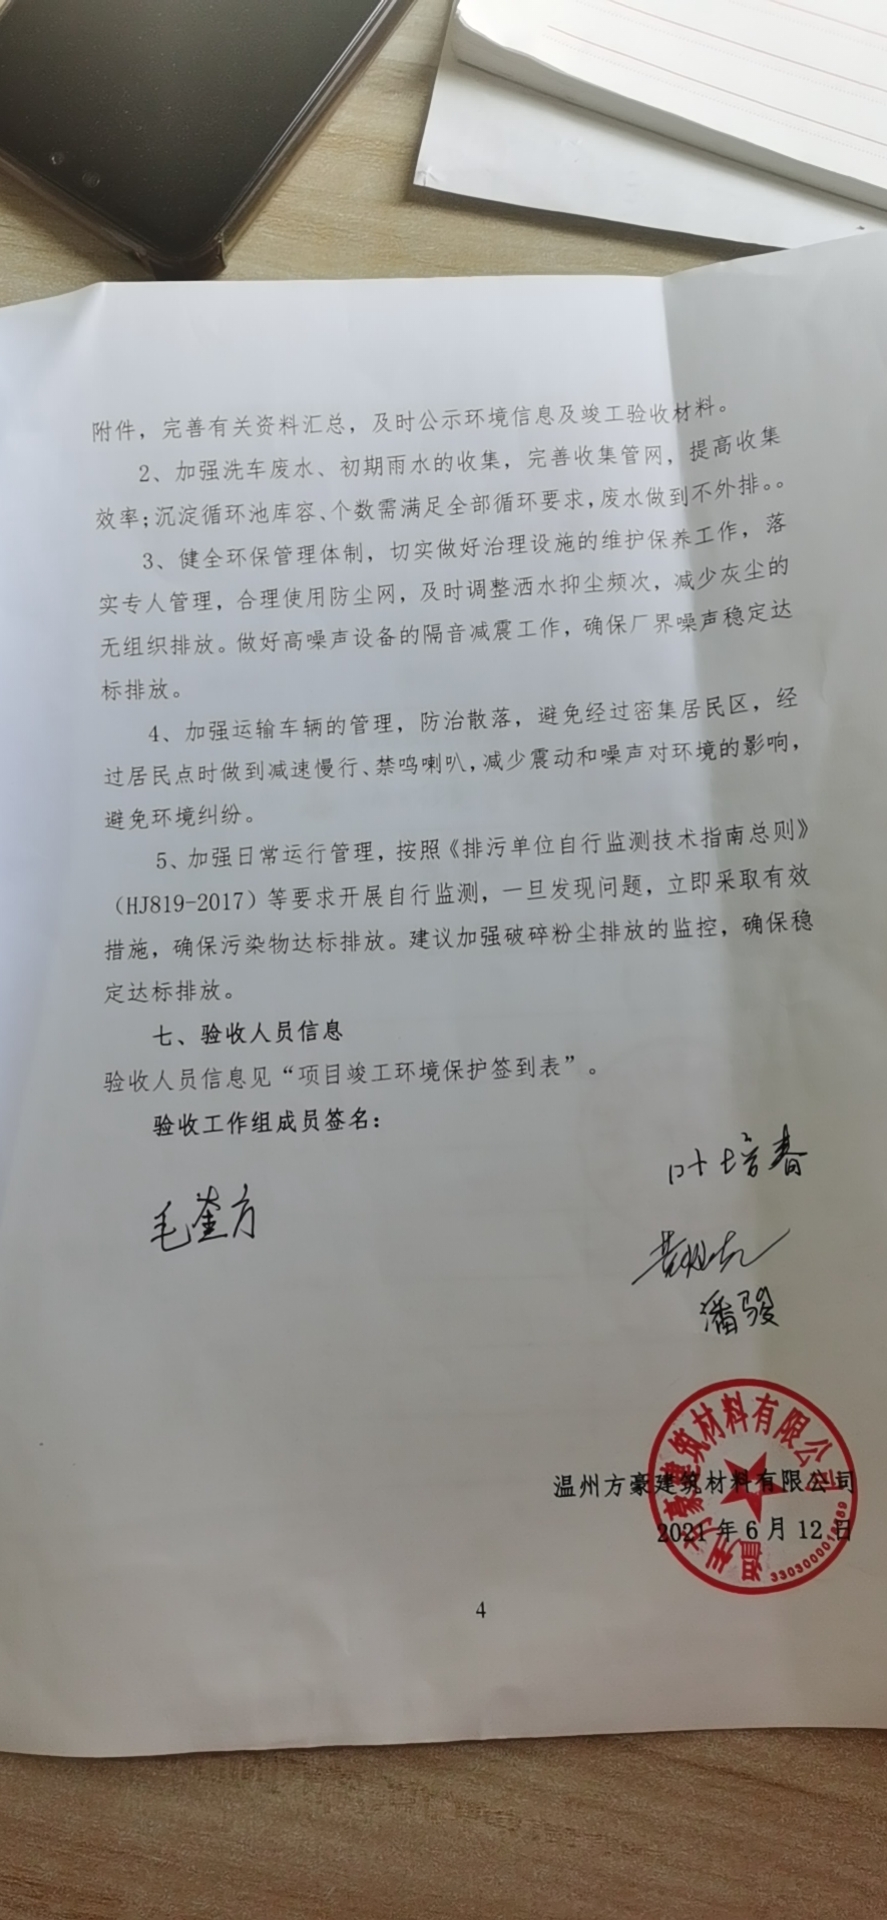 附件，完善有关资料汇总，及时公示环境信息及竣工验收材料。
2、加强洗车废水、初期雨水的收集，完善收集管网，提高收集
效率；沉淀循环池库容、个数需满足全部循环要求，废水做到不外排。。
3、健全环保管理体制，切实做好治理设施的维护保养工作，落
实专人管理，合理使用防尘网，及时调整洒水抑尘频次，减少灰尘的
无组织排放。做好高噪声设备的隔音减震工作，确保厂界噪声稳定达
标排放。
4、加强运输车辆的管理，防治散落，避免经过密集居民区，经
过居民点时做到减速慢行、禁鸣喇叭，减少震动和噪声对环境的影响，
避免环境纠纷。
5、加强日常运行管理，按照《排污单位自行监测技术指南总则》
（HJ819-2017）等要求开展自行监测，一旦发现问题，立即采取有效
措施，确保污染物达标排放。建议加强破碎粉尘排放的监控，确保稳
定达标排放。
七、验收人员信息
验收人员信息见“项目竣工环境保护签到表”。
验收工作组成员签名：
叶培春
毛崟方
潘骏
温州方豪建筑材料有限公司
温州方豪建筑材料有限公司
2021 年 6 月 12 日
4